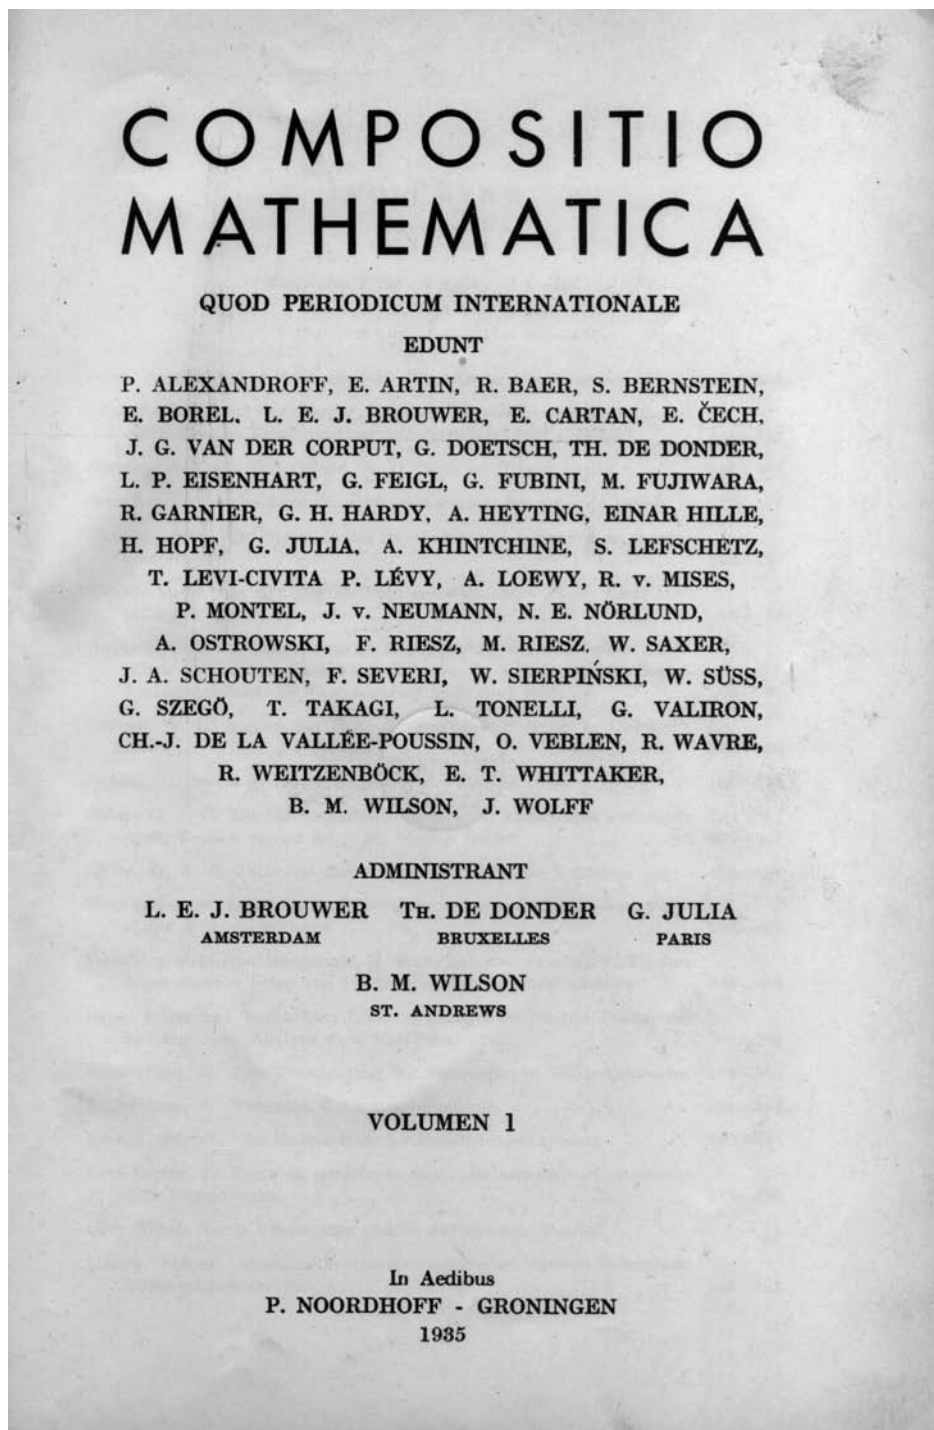 COMPOSITIO
MATHEMATICA
QUOD PERIODICUM INTERNATIONALE
EDUNT
P. ALEXANDROFF, E. ARTIN, R. BAER, S. BERNSTEIN,
E. BOREL, L. E. J. BROUWER, E. CARTAN, E. ČECH,
J. G. VAN DER CORPUT, G. DOETSCH, TH. DE DONDER,
L. P. EISENHART, G. FEIGL, G. FUBINI, M. FUJIWARA,
R. GARNIER, G. H. HARDY, A. HEYTING, EINAR HILLE,
H. HOPF, G. JULIA, A. KHINTCHINE, S. LEFSCHETZ,
T. LEVI-CIVITA P. LÉVY, A. LOEWY, R. v. MISES,
P. MONTEL, J. v. NEUMANN, N. E. NÖRLUND,
A. OSTROWSKI, F. RIESZ, M. RIESZ, W. SAXER,
J. A. SCHOUTEN, F. SEVERI, W. SIERPIŃSKI, W. SÜSS,
G. SZEGÖ, T. TAKAGI, L. TONELLI, G. VALIRON,
CH.-J. DE LA VALLÉE-POUSSIN, O. VEBLEN, R. WAVRE,
R. WEITZENBÖCK, E. T. WHITTAKER,
B. M. WILSON, J. WOLFF
ADMINISTRANT
L. E. J. BROUWER TH. DE DONDER G. JULIA
AMSTERDAM BRUXELLES PARIS
B. M. WILSON
ST. ANDREWS
VOLUMEN 1
In Aedibus
P. NOORDHOFF - GRONINGEN
1935